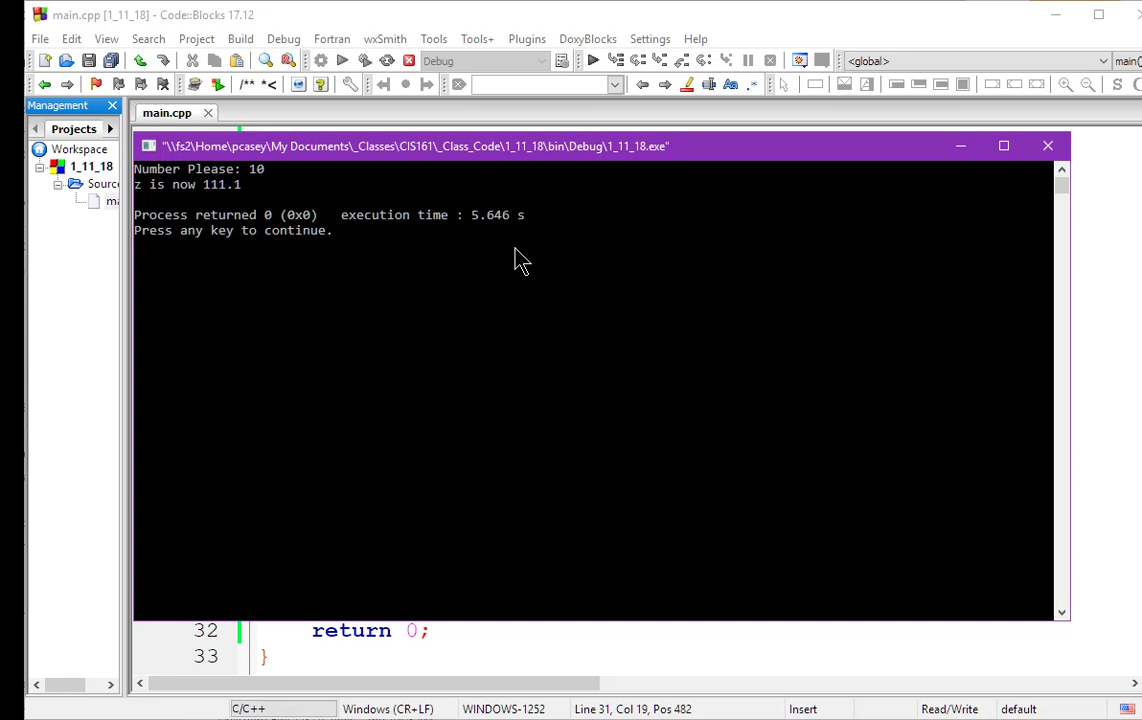 main.cpp [1_11_18] - Code::Blocks 17.12
File Edit View Search Project Build Debug Fortran wxSmith Tools Tools+ Plugins DoxyBlocks Settings Help
Debug <global> main()
/** *< Aa .* S C
Management main.cpp
Projects
Workspace
1_11_18
Sourc
ma
"\\fs2\Home\pcasey\My Documents\_Classes\CIS161\_Class_Code\1_11_18\bin\Debug\1_11_18.exe"
Number Please: 10
z is now 111.1
Process returned 0 (0x0)   execution time : 5.646 s
Press any key to continue.
32 return 0;
33 }
C/C++ Windows (CR+LF) WINDOWS-1252 Line 31, Col 19, Pos 482 Insert Read/Write default